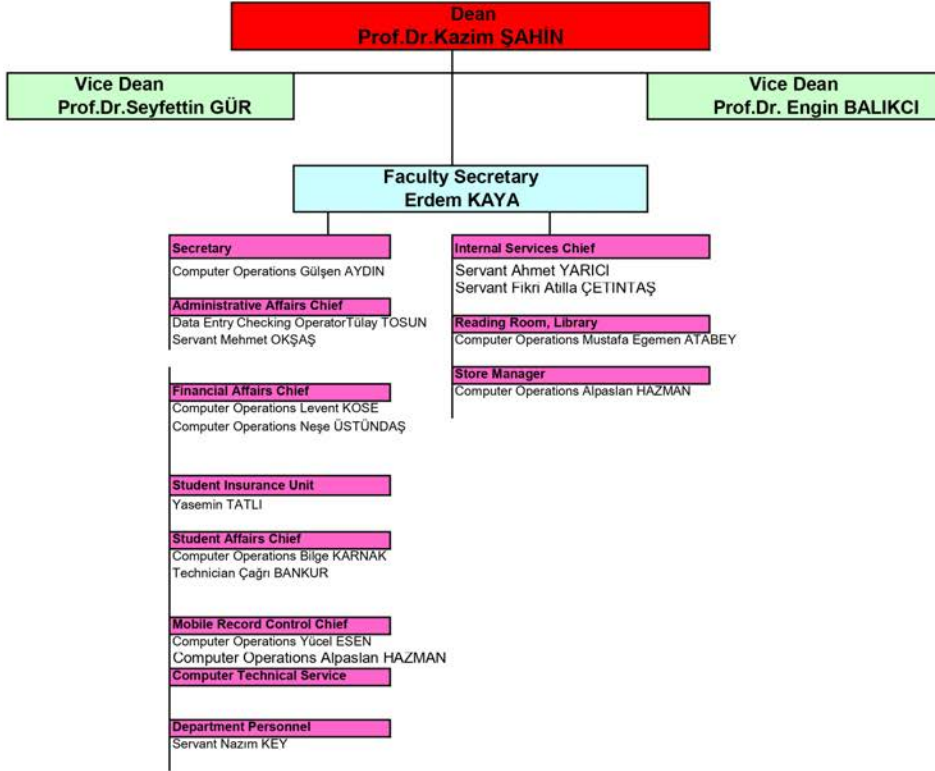 Dean
Prof.Dr.Kazim ŞAHİN
Vice Dean
Prof.Dr.Seyfettin GÜR
Vice Dean
Prof.Dr. Engin BALIKCI
Faculty Secretary
Erdem KAYA
Secretary
Computer Operations Gülşen AYDIN
Administrative Affairs Chief
Data Entry Checking OperatorTülay TOSUN
Servant Mehmet OKŞAŞ
Financial Affairs Chief
Computer Operations Levent KÖSE
Computer Operations Neşe ÜSTÜNDAŞ
Student Insurance Unit
Yasemin TATLI
Student Affairs Chief
Computer Operations Bilge KARNAK
Technician Çağrı BANKUR
Mobile Record Control Chief
Computer Operations Yücel ESEN
Computer Operations Alpaslan HAZMAN
Computer Technical Service
Department Personnel
Servant Nazım KEY
Internal Services Chief
Servant Ahmet YARICI
Servant Fikri Atilla ÇETINTAŞ
Reading Room, Library
Computer Operations Mustafa Egemen ATABEY
Store Manager
Computer Operations Alpaslan HAZMAN